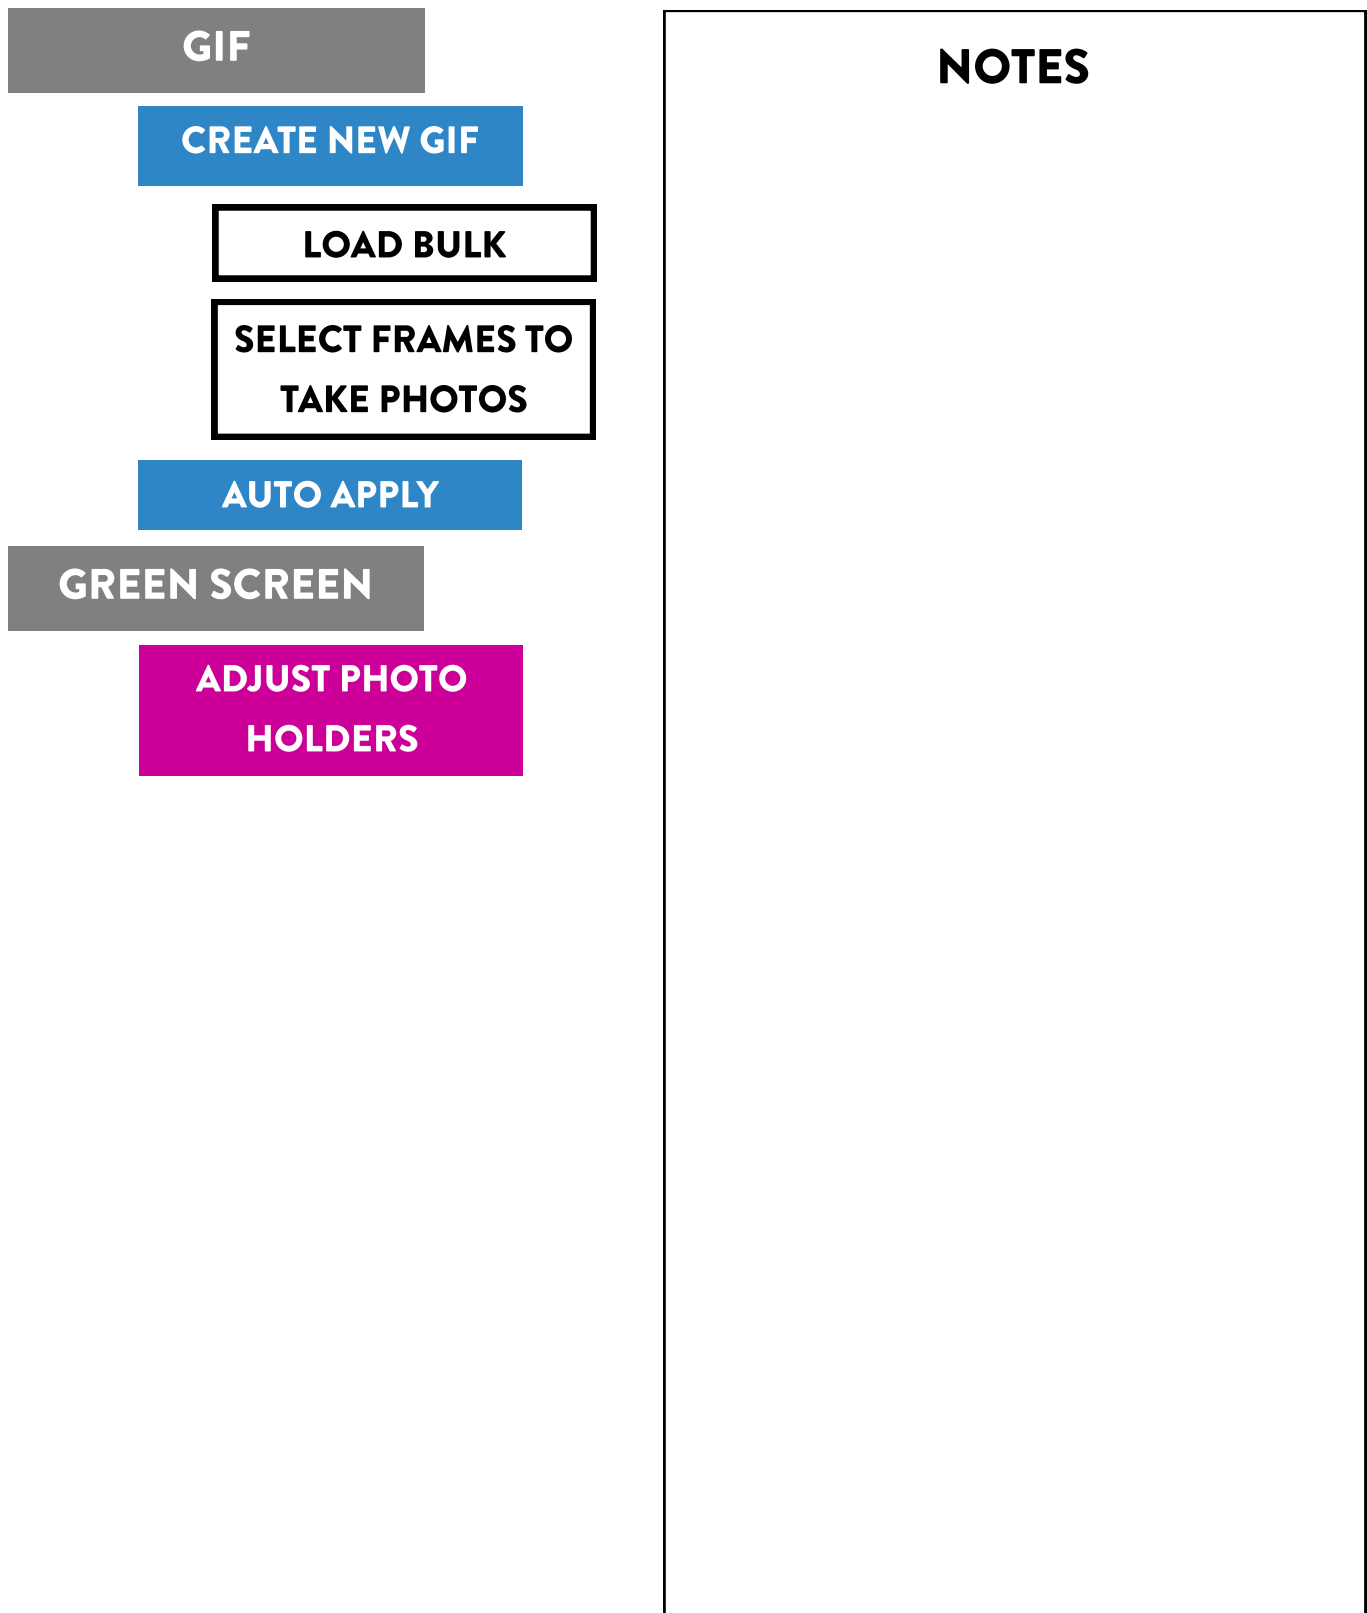 GIF
CREATE NEW GIF
LOAD BULK
SELECT FRAMES TO
TAKE PHOTOS
AUTO APPLY
GREEN SCREEN
ADJUST PHOTO
HOLDERS
NOTES